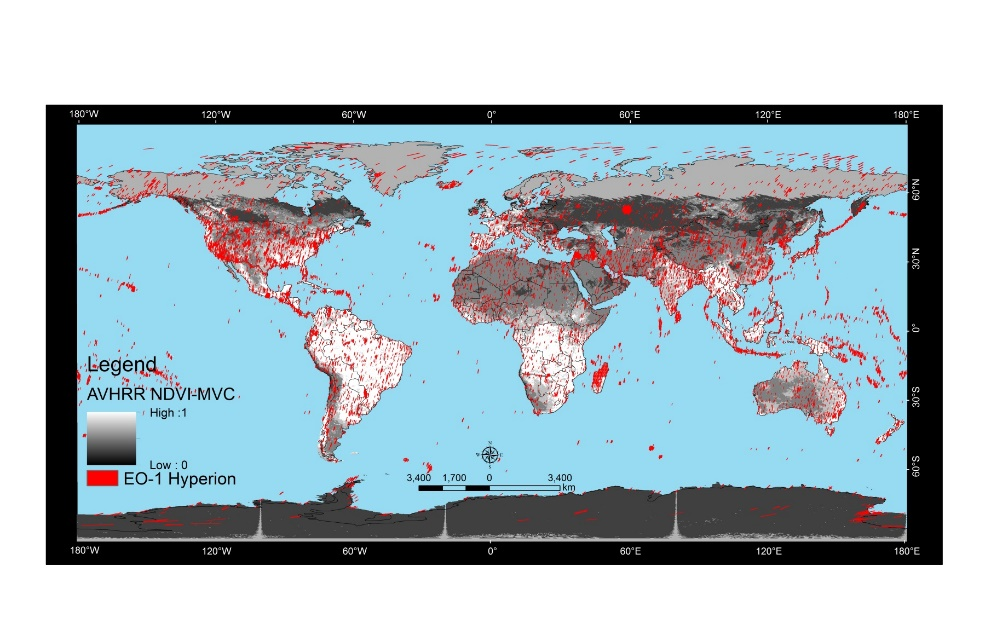 180°W 120°W 60°W 0° 60°E 120°E 180°E
60°N
30°N
0°
30°S
60°S
Legend
AVHRR NDVI-MVC
High :1
Low : 0
EO-1 Hyperion
3,400 1,700 0 3,400
km
180°W 120°W 60°W 0° 60°E 120°E 180°E